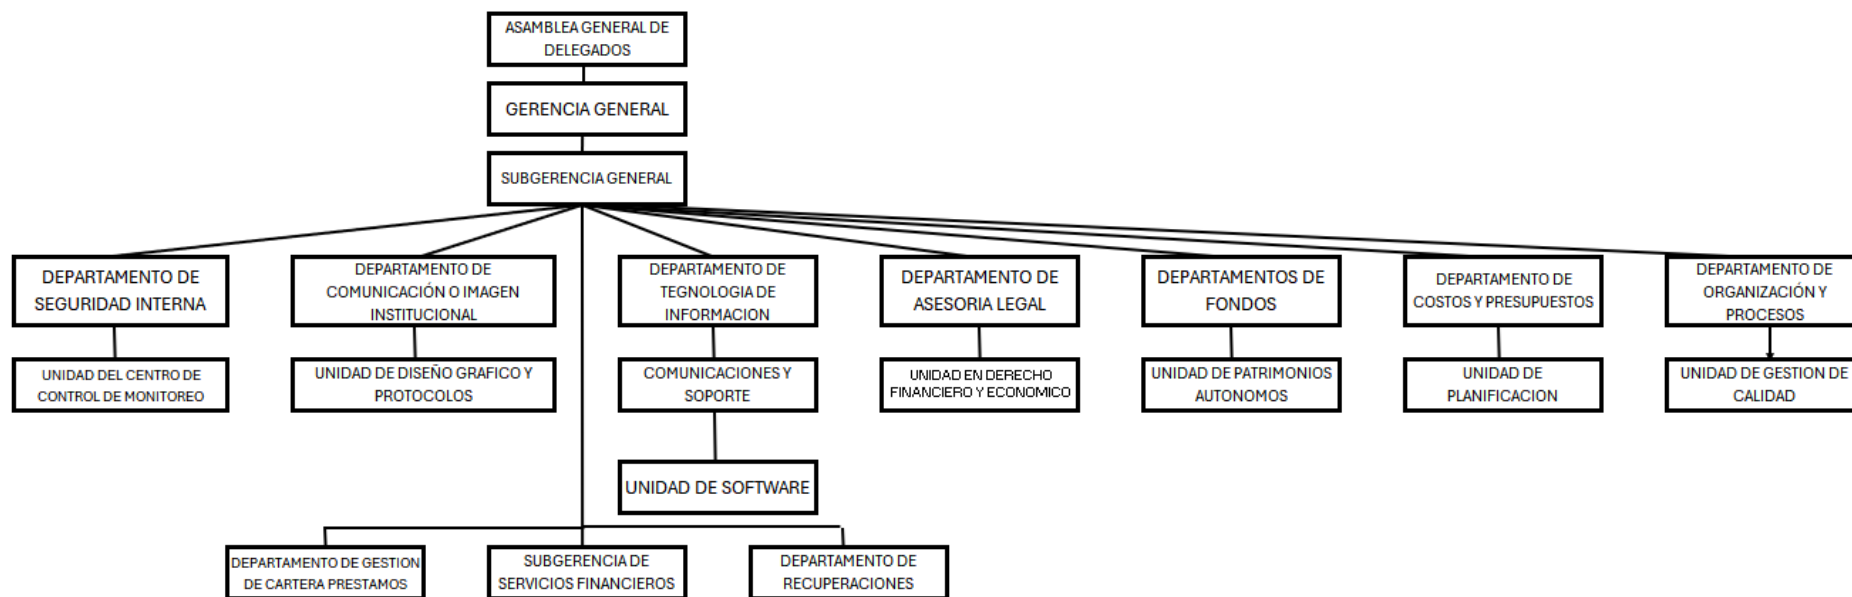 ASAMBLEA GENERAL DE
DELEGADOS
GERENCIA GENERAL
SUBGERENCIA GENERAL
DEPARTAMENTO DE
SEGURIDAD INTERNA
DEPARTAMENTO DE
COMUNICACIÓN O IMAGEN
INSTITUCIONAL
DEPARTAMENTO DE
TEGNOLOGIA DE
INFORMACION
DEPARTAMENTO DE
ASESORIA LEGAL
DEPARTAMENTOS DE
FONDOS
DEPARTAMENTO DE
COSTOS Y PRESUPUESTOS
DEPARTAMENTO DE
ORGANIZACIÓN Y
PROCESOS
UNIDAD DEL CENTRO DE
CONTROL DE MONITOREO
UNIDAD DE DISEÑO GRAFICO Y
PROTOCOLOS
COMUNICACIONES Y
SOPORTE
UNIDAD EN DERECHO
FINANCIERO Y ECONOMICO
UNIDAD DE PATRIMONIOS
AUTONOMOS
UNIDAD DE
PLANIFICACION
UNIDAD DE GESTION DE
CALIDAD
UNIDAD DE SOFTWARE
DEPARTAMENTO DE GESTION
DE CARTERA PRESTAMOS
SUBGERENCIA DE
SERVICIOS FINANCIEROS
DEPARTAMENTO DE
RECUPERACIONES